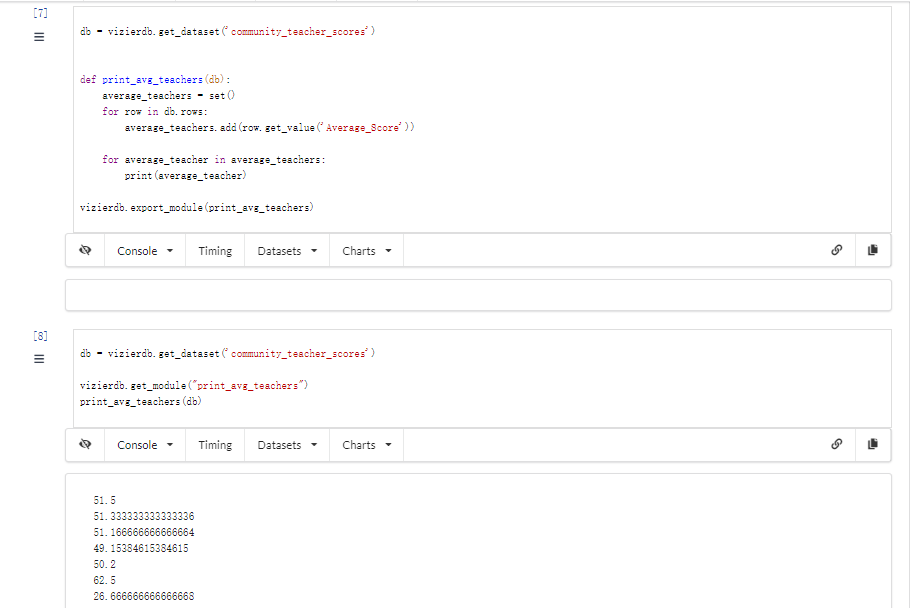 [7]
db = vizierdb.get_dataset('community_teacher_scores')
def print_avg_teachers(db):
average_teachers = set()
for row in db.rows:
average_teachers.add(row.get_value('Average_Score'))
for average_teacher in average_teachers:
print(average_teacher)
vizierdb.export_module(print_avg_teachers)
Console Timing Datasets Charts
[8]
db = vizierdb.get_dataset('community_teacher_scores')
vizierdb.get_module("print_avg_teachers")
print_avg_teachers(db)
Console Timing Datasets Charts
51.5
51.333333333333336
51.166666666666664
49.15384615384615
50.2
62.5
26.666666666666668